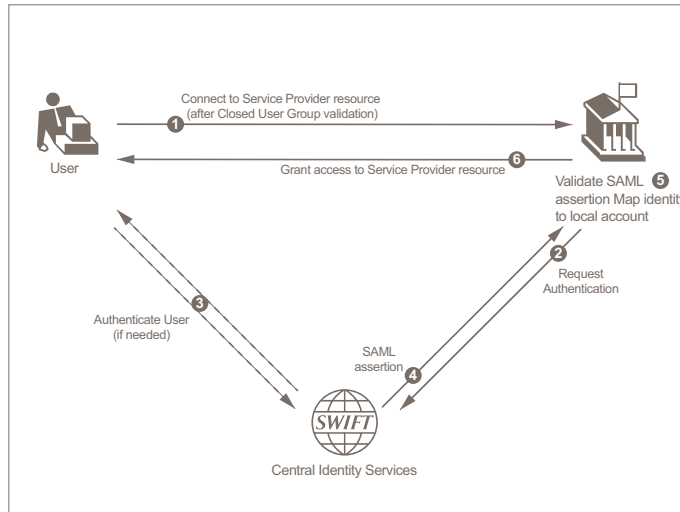 Connect to Service Provider resource
(after Closed User Group validation)
1
6
Grant access to Service Provider resource
User
Validate SAML 5
assertion Map identity
to local account
2
Request
Authentication
3
Authenticate User
(if needed)
SAML
assertion
4
SWIFT
Central Identity Services